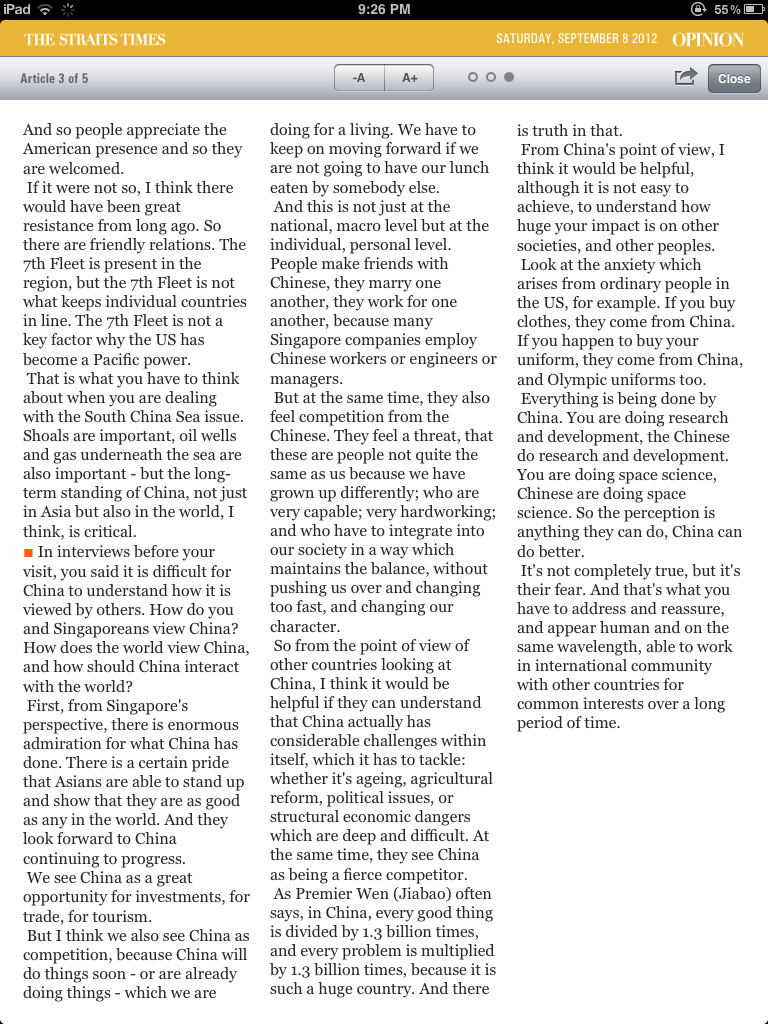 iPad 9:26 PM 55%
THE STRAITS TIMES SATURDAY, SEPTEMBER 8 2012 OPINION
Article 3 of 5 -A A+ Close
And so people appreciate the
American presence and so they
are welcomed.
If it were not so, I think there
would have been great
resistance from long ago. So
there are friendly relations. The
7th Fleet is present in the
region, but the 7th Fleet is not
what keeps individual countries
in line. The 7th Fleet is not a
key factor why the US has
become a Pacific power.
That is what you have to think
about when you are dealing
with the South China Sea issue.
Shoals are important, oil wells
and gas underneath the sea are
also important - but the long-
term standing of China, not just
in Asia but also in the world, I
think, is critical.
■ In interviews before your
visit, you said it is difficult for
China to understand how it is
viewed by others. How do you
and Singaporeans view China?
How does the world view China,
and how should China interact
with the world?
First, from Singapore's
perspective, there is enormous
admiration for what China has
done. There is a certain pride
that Asians are able to stand up
and show that they are as good
as any in the world. And they
look forward to China
continuing to progress.
We see China as a great
opportunity for investments, for
trade, for tourism.
But I think we also see China as
competition, because China will
do things soon - or are already
doing things - which we are
doing for a living. We have to
keep on moving forward if we
are not going to have our lunch
eaten by somebody else.
And this is not just at the
national, macro level but at the
individual, personal level.
People make friends with
Chinese, they marry one
another, they work for one
another, because many
Singapore companies employ
Chinese workers or engineers or
managers.
But at the same time, they also
feel competition from the
Chinese. They feel a threat, that
these are people not quite the
same as us because we have
grown up differently; who are
very capable; very hardworking;
and who have to integrate into
our society in a way which
maintains the balance, without
pushing us over and changing
too fast, and changing our
character.
So from the point of view of
other countries looking at
China, I think it would be
helpful if they can understand
that China actually has
considerable challenges within
itself, which it has to tackle:
whether it's ageing, agricultural
reform, political issues, or
structural economic dangers
which are deep and difficult. At
the same time, they see China
as being a fierce competitor.
As Premier Wen (Jiabao) often
says, in China, every good thing
is divided by 1.3 billion times,
and every problem is multiplied
by 1.3 billion times, because it is
such a huge country. And there
is truth in that.
From China's point of view, I
think it would be helpful,
although it is not easy to
achieve, to understand how
huge your impact is on other
societies, and other peoples.
Look at the anxiety which
arises from ordinary people in
the US, for example. If you buy
clothes, they come from China.
If you happen to buy your
uniform, they come from China,
and Olympic uniforms too.
Everything is being done by
China. You are doing research
and development, the Chinese
do research and development.
You are doing space science,
Chinese are doing space
science. So the perception is
anything they can do, China can
do better.
It's not completely true, but it's
their fear. And that's what you
have to address and reassure,
and appear human and on the
same wavelength, able to work
in international community
with other countries for
common interests over a long
period of time.